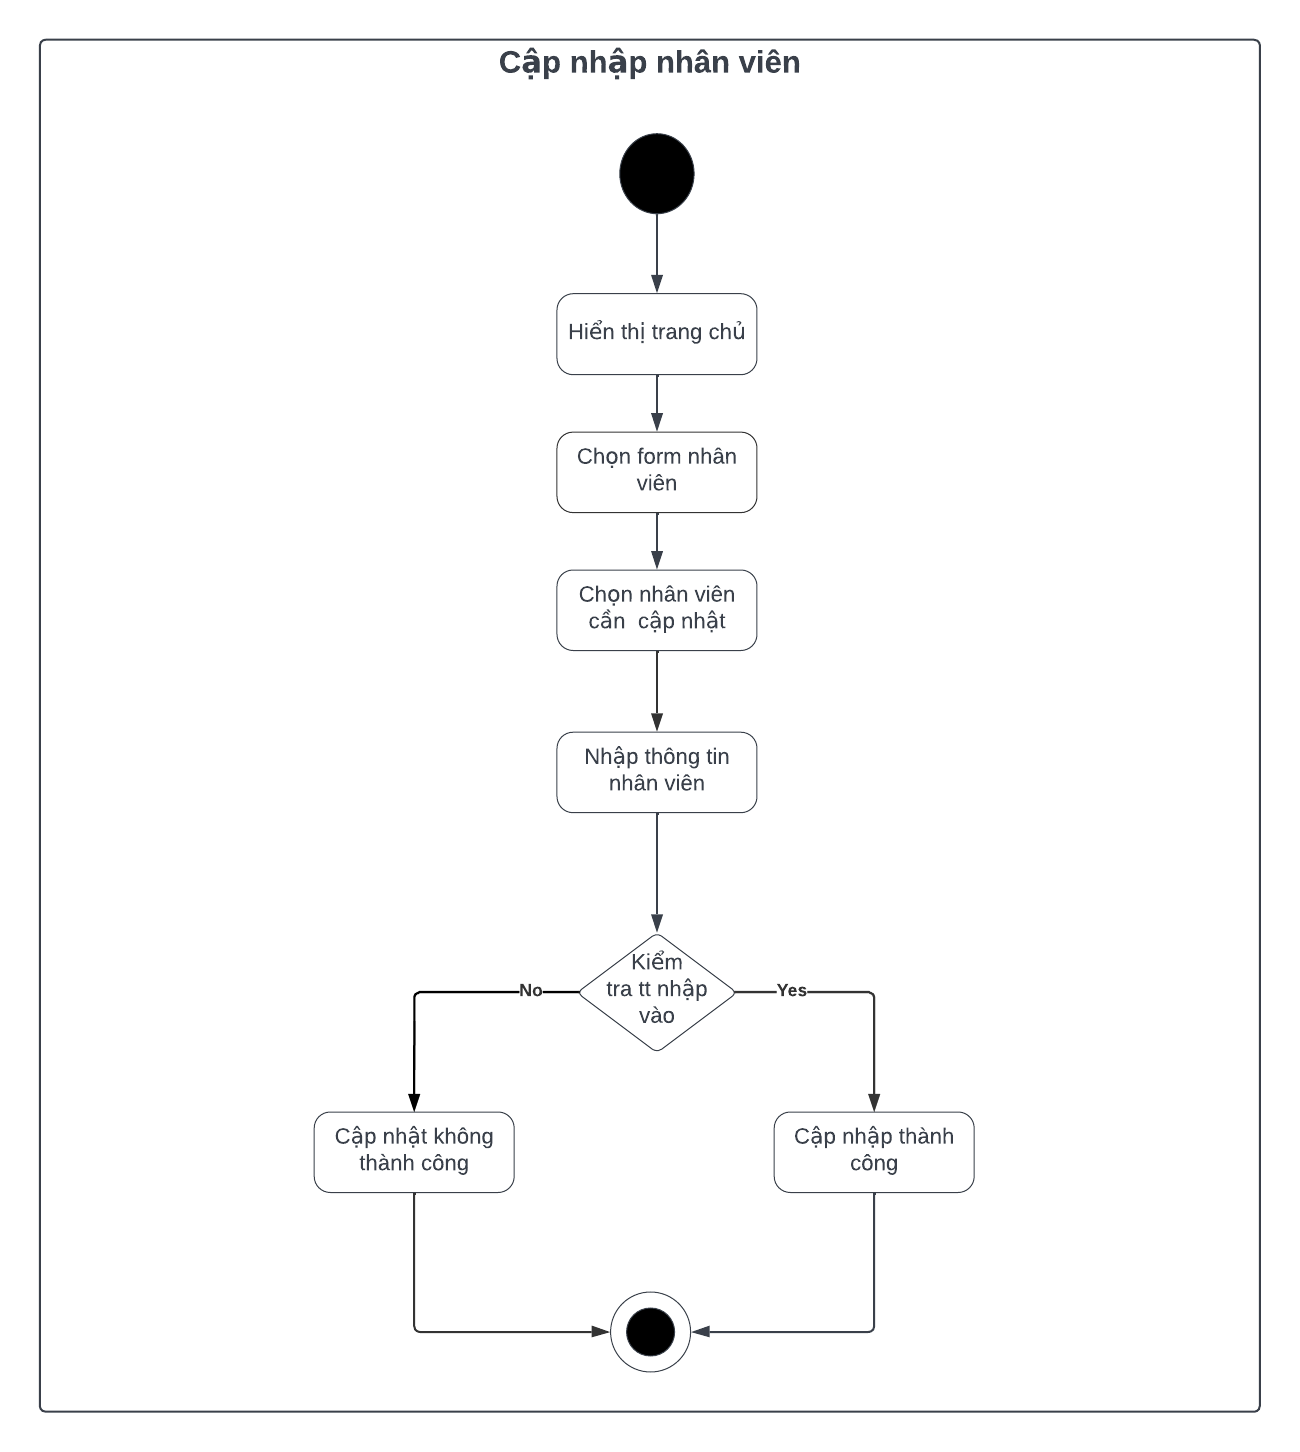 Cập nhập nhân viên
Hiển thị trang chủ
Chọn form nhân
viên
Chọn nhân viên
cần  cập nhật
Nhập thông tin
nhân viên
Kiểm
tra tt nhập
vào
No
Yes
Cập nhật không
thành công
Cập nhập thành
công